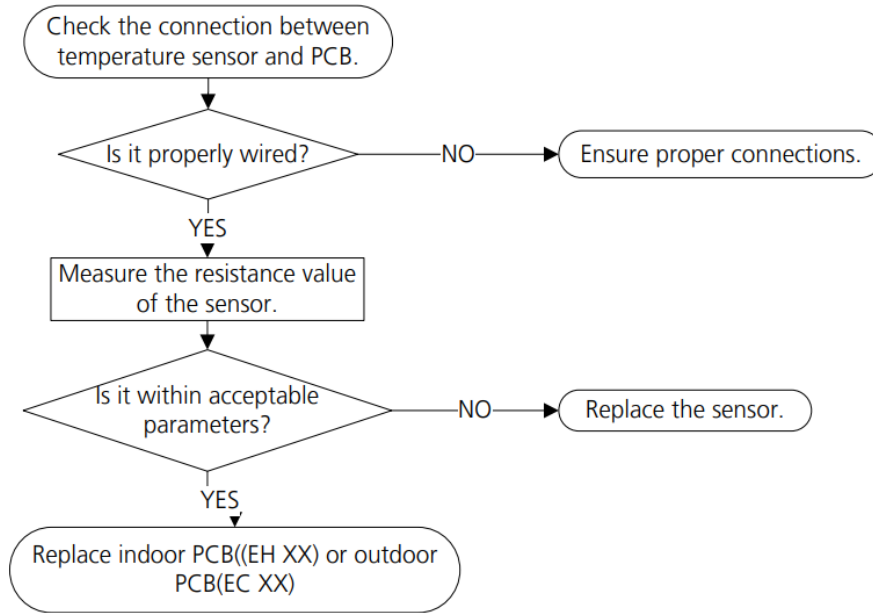 Check the connection between
temperature sensor and PCB.
Is it properly wired?
NO
Ensure proper connections.
YES
Measure the resistance value
of the sensor.
Is it within acceptable
parameters?
NO
Replace the sensor.
YES
Replace indoor PCB((EH XX) or outdoor
PCB(EC XX)